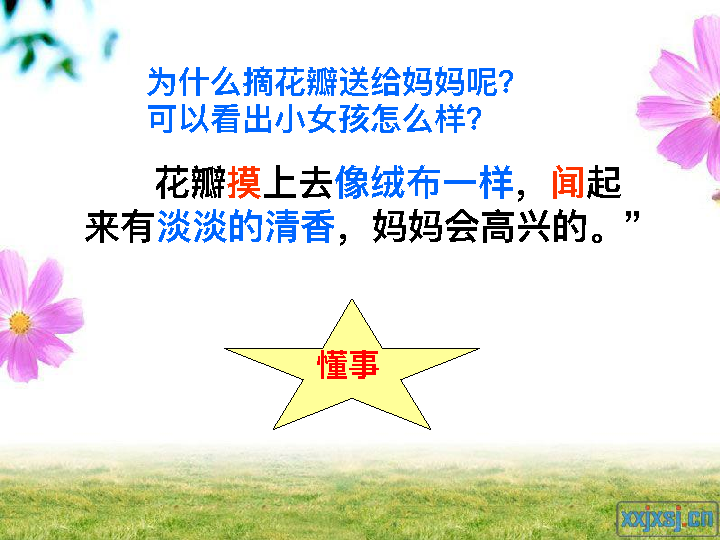 为什么摘花瓣送给妈妈呢？
可以看出小女孩怎么样？
花瓣摸上去像绒布一样，闻起
来有淡淡的清香，妈妈会高兴的。”
懂事
xxjxsj.cn